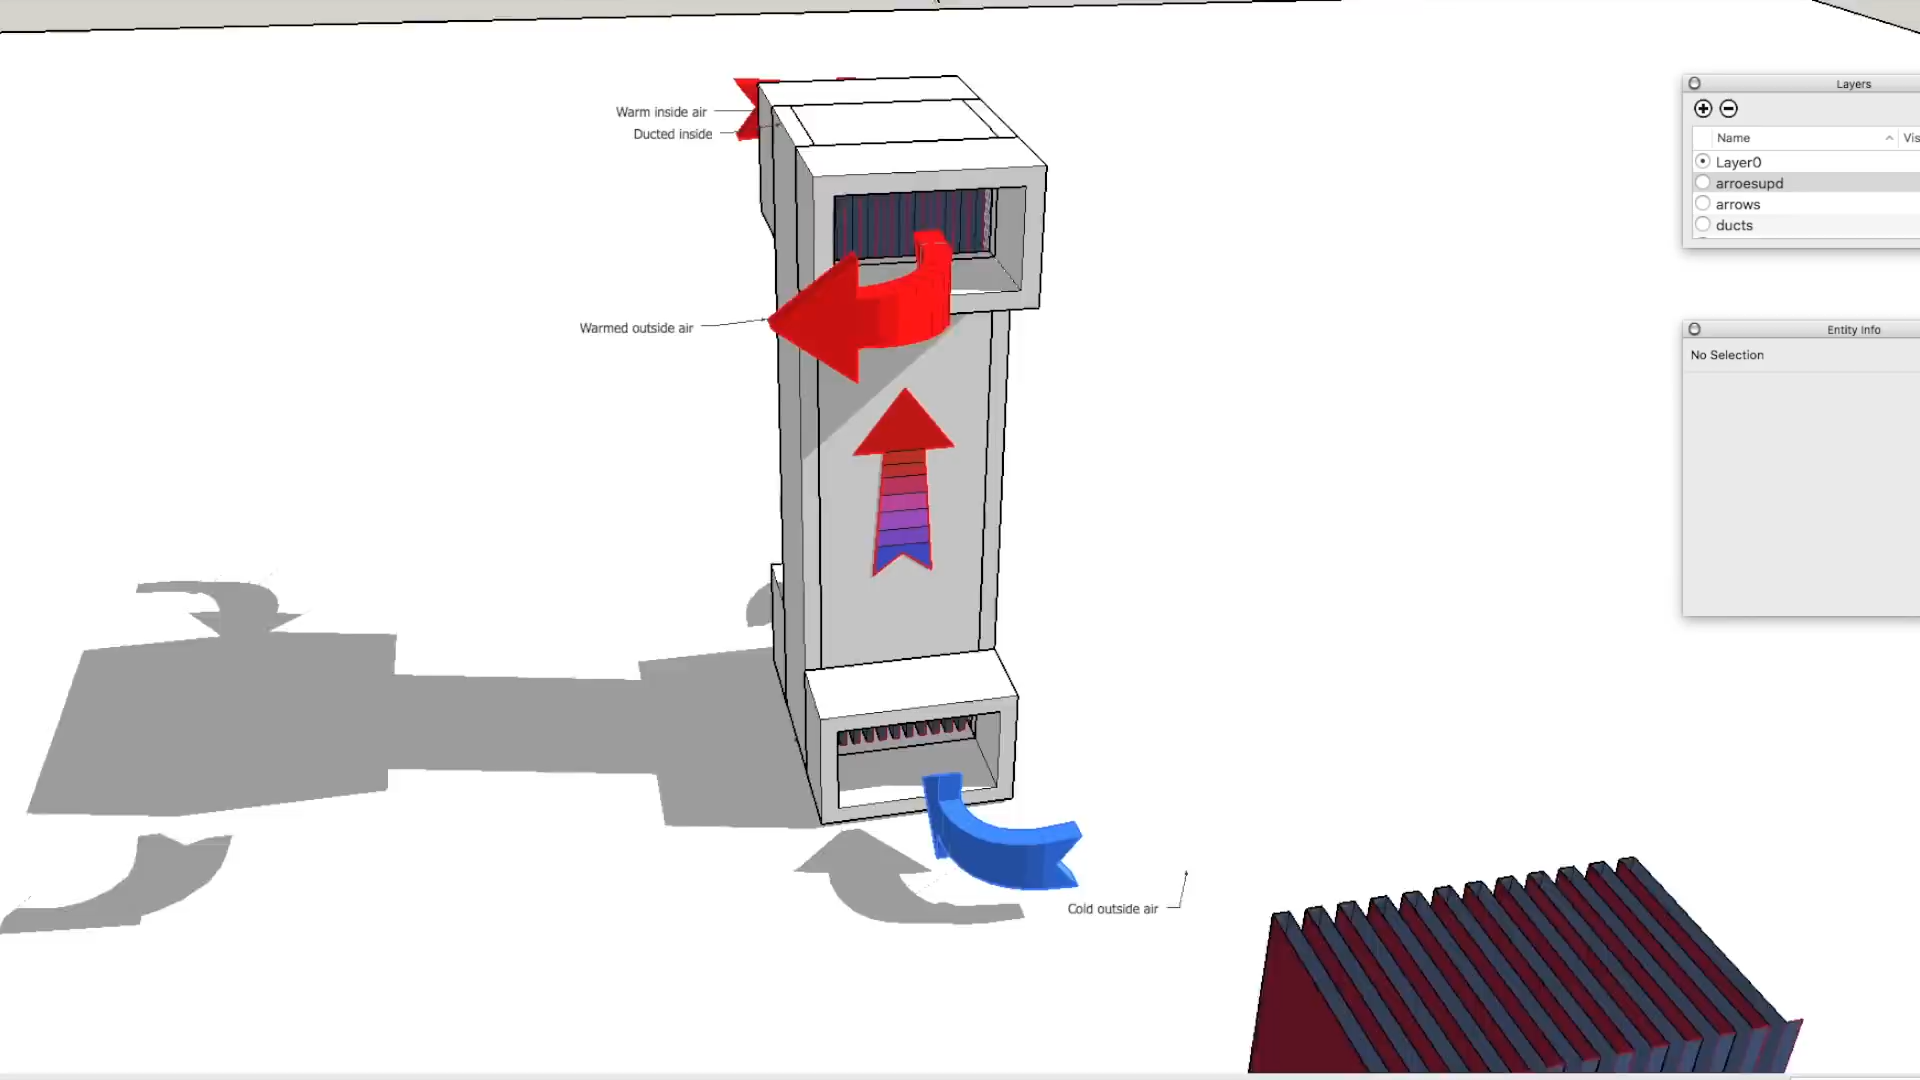 Warm inside air
Ducted inside
Warmed outside air
Cold outside air
Layers
Name
Vis
Layer0
arroesupd
arrows
ducts
Entity Info
No Selection